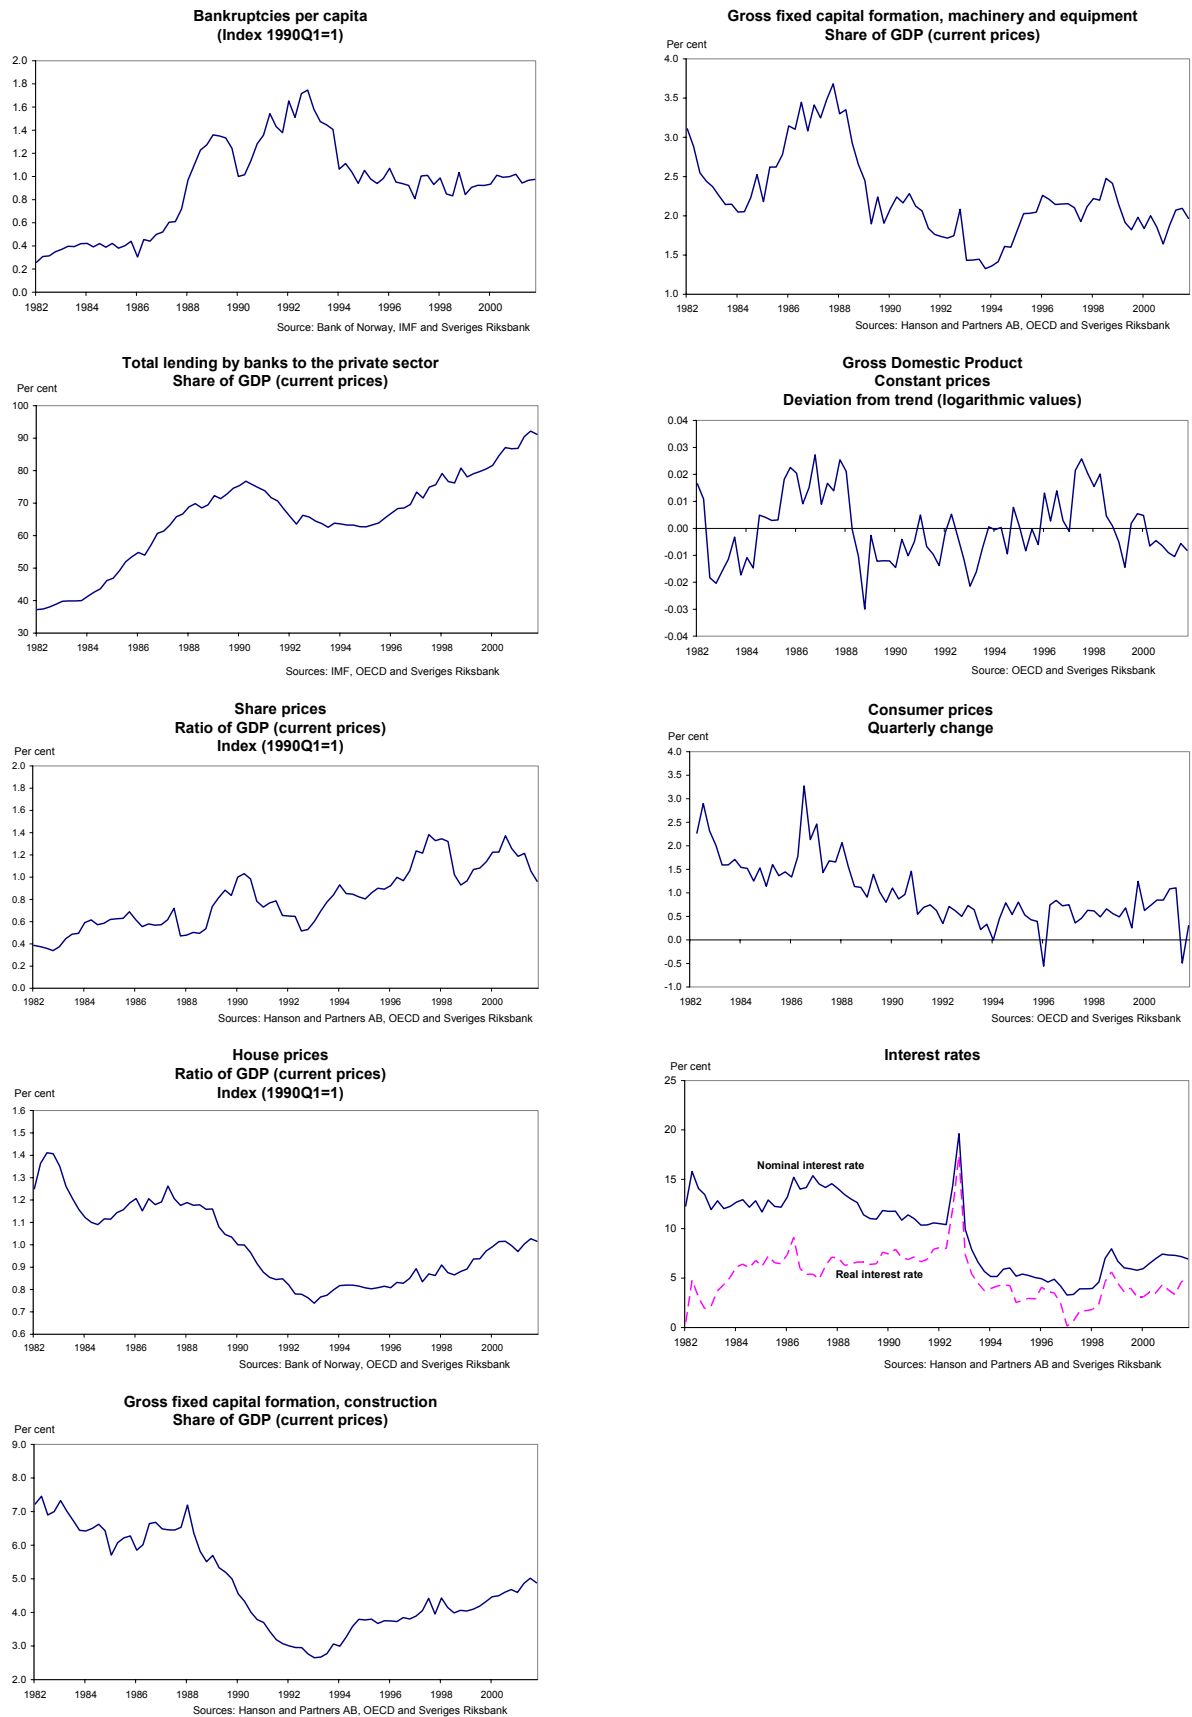 Bankruptcies per capita
(Index 1990Q1=1)
2.0
1.8
1.6
1.4
1.2
1.0
0.8
0.6
0.4
0.2
0.0
1982 1984 1986 1988 1990 1992 1994 1996 1998 2000
Source: Bank of Norway, IMF and Sveriges Riksbank
Gross fixed capital formation, machinery and equipment
Share of GDP (current prices)
Per cent
4.0
3.5
3.0
2.5
2.0
1.5
1.0
1982 1984 1986 1988 1990 1992 1994 1996 1998 2000
Sources: Hanson and Partners AB, OECD and Sveriges Riksbank
Total lending by banks to the private sector
Share of GDP (current prices)
Per cent
100
90
80
70
60
50
40
30
1982 1984 1986 1988 1990 1992 1994 1996 1998 2000
Sources: IMF, OECD and Sveriges Riksbank
Gross Domestic Product
Constant prices
Deviation from trend (logarithmic values)
0.04
0.03
0.02
0.01
0.00
-0.01
-0.02
-0.03
-0.04
1982 1984 1986 1988 1990 1992 1994 1996 1998 2000
Source: OECD and Sveriges Riksbank
Share prices
Ratio of GDP (current prices)
Index (1990Q1=1)
Per cent
2.0
1.8
1.6
1.4
1.2
1.0
0.8
0.6
0.4
0.2
0.0
1982 1984 1986 1988 1990 1992 1994 1996 1998 2000
Sources: Hanson and Partners AB, OECD and Sveriges Riksbank
Consumer prices
Quarterly change
Per cent
4.0
3.5
3.0
2.5
2.0
1.5
1.0
0.5
0.0
-0.5
-1.0
1982 1984 1986 1988 1990 1992 1994 1996 1998 2000
Sources: OECD and Sveriges Riksbank
House prices
Ratio of GDP (current prices)
Index (1990Q1=1)
Per cent
1.6
1.5
1.4
1.3
1.2
1.1
1.0
0.9
0.8
0.7
0.6
1982 1984 1986 1988 1990 1992 1994 1996 1998 2000
Sources: Bank of Norway, OECD and Sveriges Riksbank
Interest rates
Per cent
25
20
15
10
5
0
Nominal interest rate
Real interest rate
1982 1984 1986 1988 1990 1992 1994 1996 1998 2000
Sources: Hanson and Partners AB and Sveriges Riksbank
Gross fixed capital formation, construction
Share of GDP (current prices)
Per cent
9.0
8.0
7.0
6.0
5.0
4.0
3.0
2.0
1982 1984 1986 1988 1990 1992 1994 1996 1998 2000
Sources: Hanson and Partners AB, OECD and Sveriges Riksbank